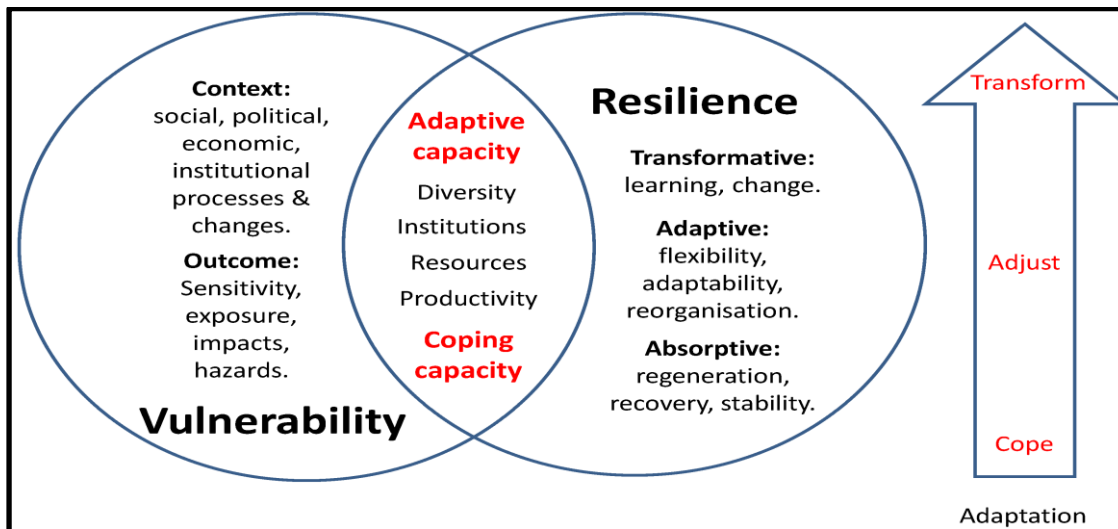 Context:
social, political,
economic,
institutional
processes &
changes.
Outcome:
Sensitivity,
exposure,
impacts,
hazards.
Vulnerability
Adaptive
capacity
Diversity
Institutions
Resources
Productivity
Coping
capacity
Resilience
Transformative:
learning, change.
Adaptive:
flexibility,
adaptability,
reorganisation.
Absorptive:
regeneration,
recovery, stability.
Transform
Adjust
Cope
Adaptation